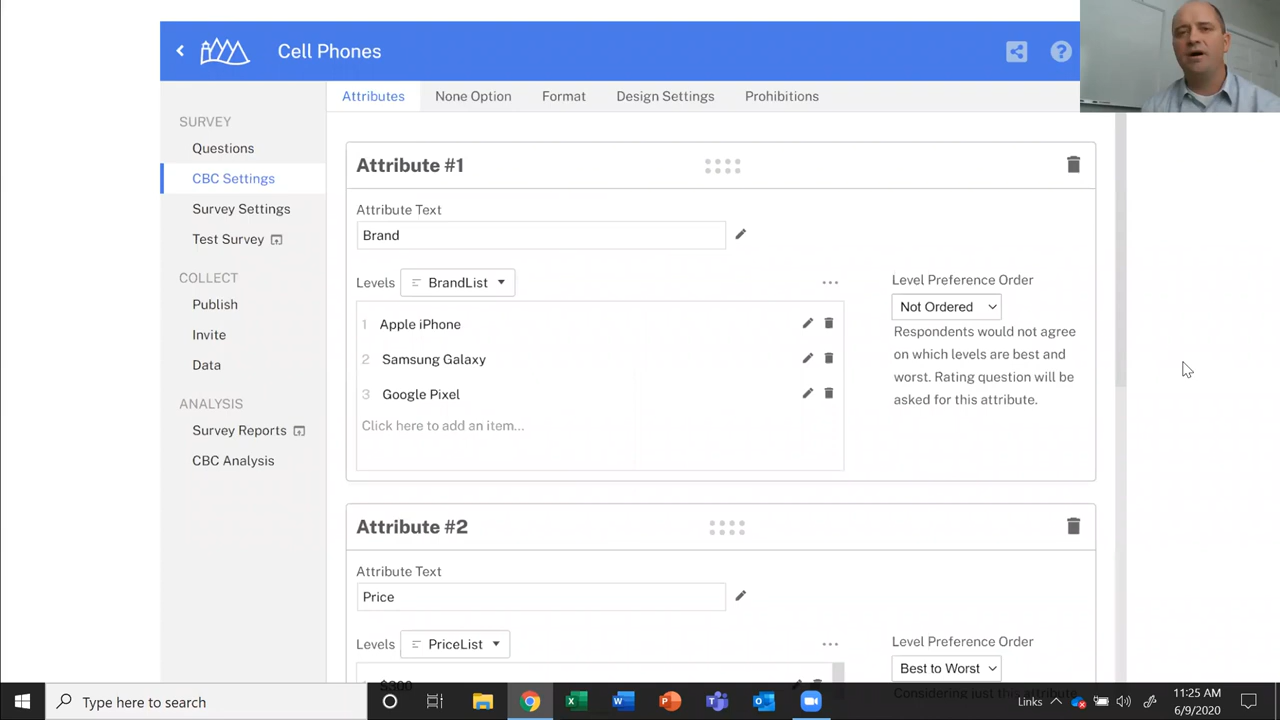 Cell Phones
?
Attributes None Option Format Design Settings Prohibitions
SURVEY
Questions
CBC Settings
Survey Settings
Test Survey
COLLECT
Publish
Invite
Data
ANALYSIS
Survey Reports
CBC Analysis
Attribute #1
Attribute Text
Brand
Levels BrandList ...
1 Apple iPhone
2 Samsung Galaxy
3 Google Pixel
Click here to add an item...
Level Preference Order
Not Ordered
Respondents would not agree
on which levels are best and
worst. Rating question will be
asked for this attribute.
Attribute #2
Attribute Text
Price
Levels PriceList ...
$300
Level Preference Order
Best to Worst
Considering just this attribute
Type here to search
Links
11:25 AM
6/9/2020